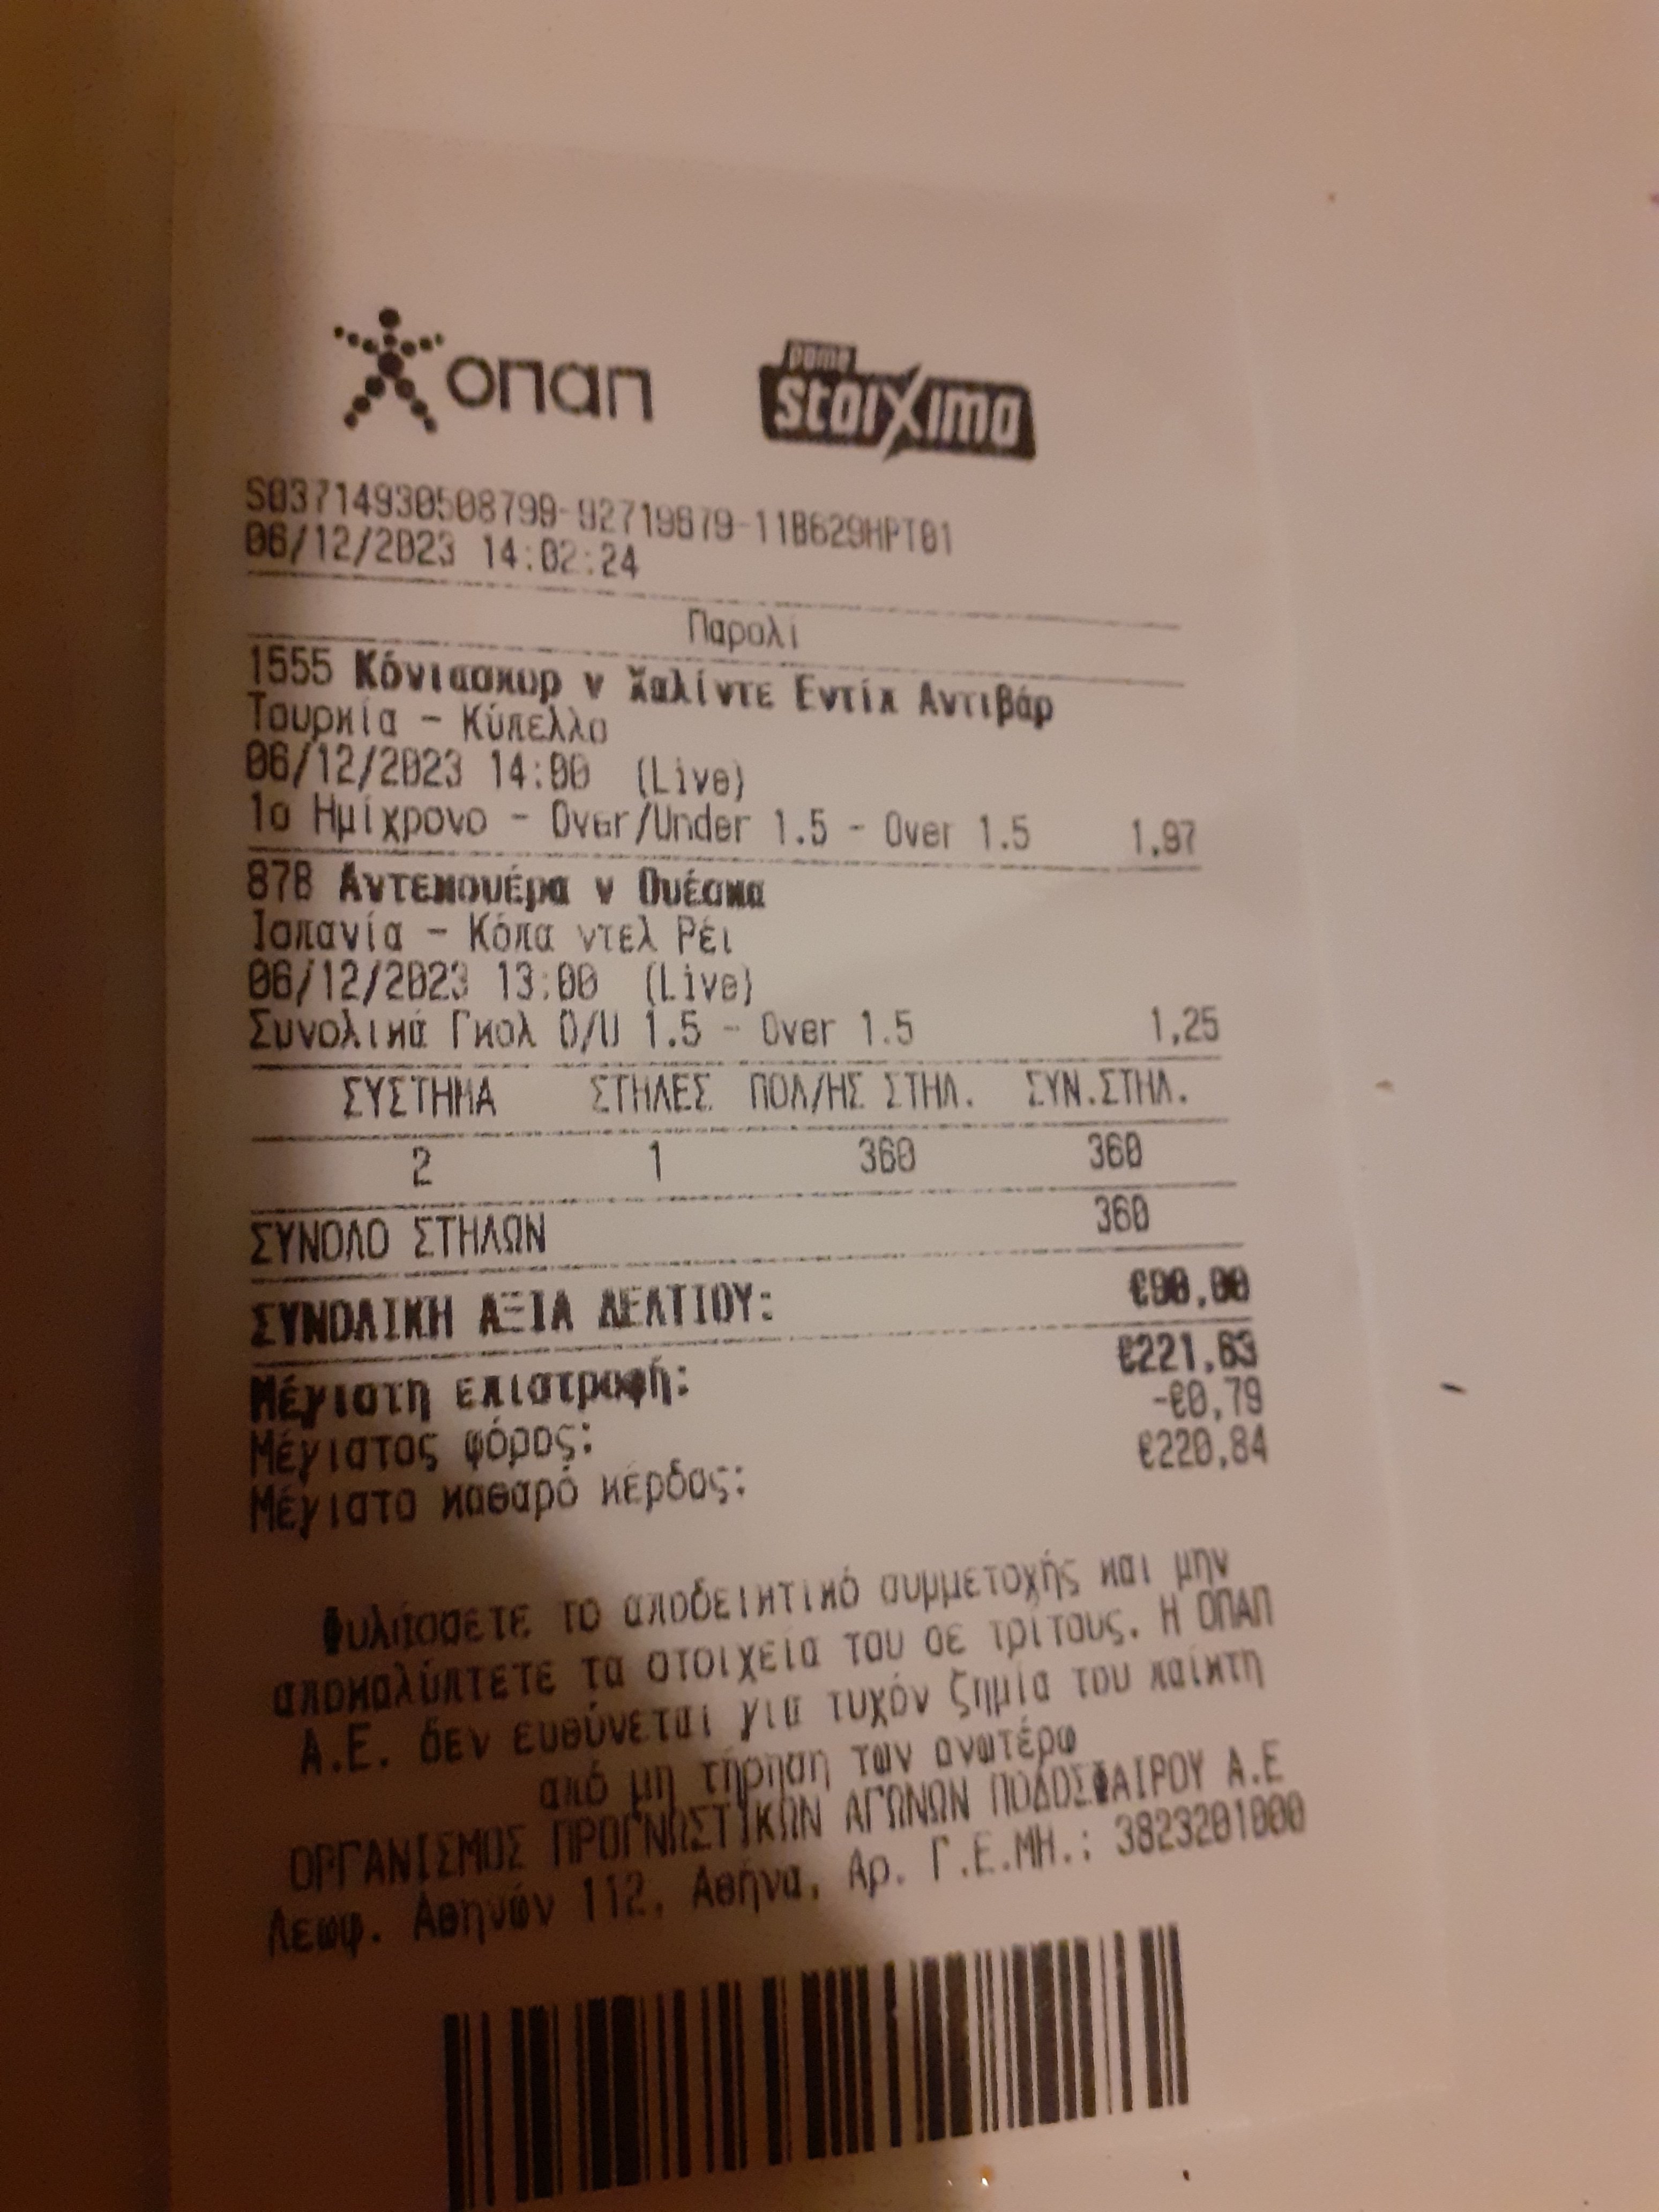 οπαπ
pame stoiXima
S03714930508799-92719879-11B629HPT01
06/12/2023 14:02:24
Παρολί
1555 Κόνιασπορ ν Χαλίντε Εντίπ Αντιβάρ
Τουρκία - Κύπελλο
06/12/2023 14:00 (Live)
1ο Ημίχρονο - Over/Under 1.5 - Over 1.5 1,97
878 Αντεκουέρα ν Ουέσκα
Ισπανία - Κόπα ντελ Ρέι
06/12/2023 13:00 (Live)
Συνολικά Γκολ O/U 1.5 - Over 1.5 1,25
ΣΥΣΤΗΜΑ ΣΤΗΛΕΣ ΠΟΛ/ΗΣ ΣΤΗΛ. ΣΥΝ.ΣΤΗΛ.
2 1 360 360
ΣΥΝΟΛΟ ΣΤΗΛΩΝ 360
ΣΥΝΟΛΙΚΗ ΑΞΙΑ ΔΕΛΤΙΟΥ: €90,00
Μέγιστη επιστροφή: €221,63
Μέγιστος φόρος: -€0,79
Μέγιστο καθαρό κέρδος: €220,84
Φυλάσσετε το αποδεικτικό συμμετοχής και μην
αποκαλύπτετε τα στοιχεία του σε τρίτους. Η ΟΠΑΠ
Α.Ε. δεν ευθύνεται για τυχόν ζημία του παίκτη
από μη τήρηση των ανωτέρω
ΟΡΓΑΝΙΣΜΟΣ ΠΡΟΓΝΩΣΤΙΚΩΝ ΑΓΩΝΩΝ ΠΟΔΟΣΦΑΙΡΟΥ Α.Ε
Λεωφ. Αθηνών 112, Αθήνα, Αρ. Γ.Ε.ΜΗ.: 3823201000